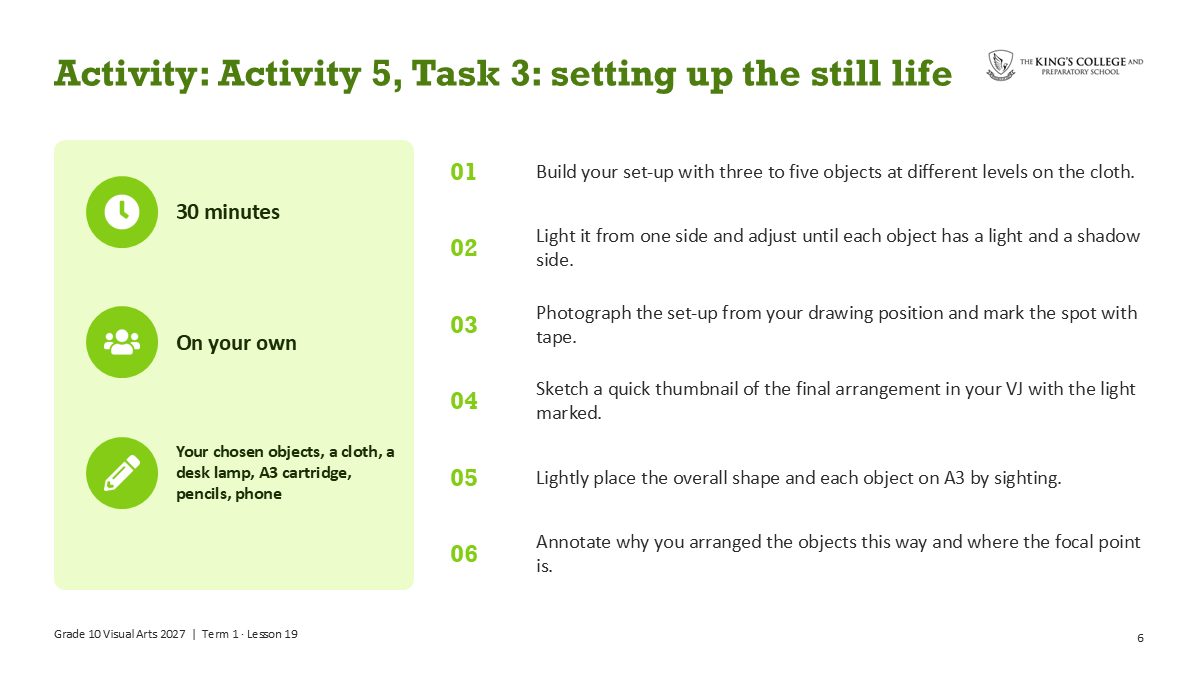 Activity: Activity 5, Task 3: setting up the still life
THE KING'S COLLEGE AND
PREPARATORY SCHOOL
30 minutes
On your own
Your chosen objects, a cloth, a
desk lamp, A3 cartridge,
pencils, phone
01
Build your set-up with three to five objects at different levels on the cloth.
02
Light it from one side and adjust until each object has a light and a shadow
side.
03
Photograph the set-up from your drawing position and mark the spot with
tape.
04
Sketch a quick thumbnail of the final arrangement in your VJ with the light
marked.
05
Lightly place the overall shape and each object on A3 by sighting.
06
Annotate why you arranged the objects this way and where the focal point
is.
Grade 10 Visual Arts 2027 | Term 1 · Lesson 19
6